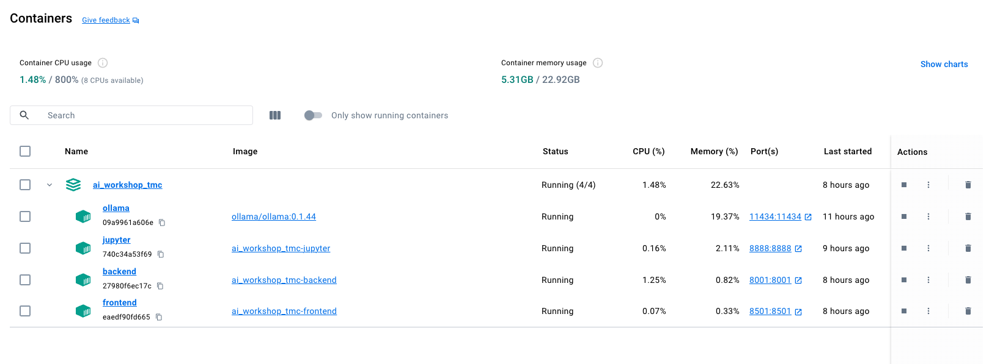 Containers Give feedback
Container CPU usage
1.48% / 800% (8 CPUs available)
Container memory usage
5.31GB / 22.92GB
Show charts
Search
Only show running containers
Name Image Status CPU (%) Memory (%) Port(s) Last started Actions
ai_workshop_tmc Running (4/4) 1.48% 22.63% 8 hours ago
ollama
09a9961a606e
ollama/ollama:0.1.44 Running 0% 19.37% 11434:11434 11 hours ago
jupyter
740c34a53f69
ai_workshop_tmc-jupyter Running 0.16% 2.11% 8888:8888 9 hours ago
backend
27980f6ec17c
ai_workshop_tmc-backend Running 1.25% 0.82% 8001:8001 8 hours ago
frontend
eaedf90fd665
ai_workshop_tmc-frontend Running 0.07% 0.33% 8501:8501 8 hours ago